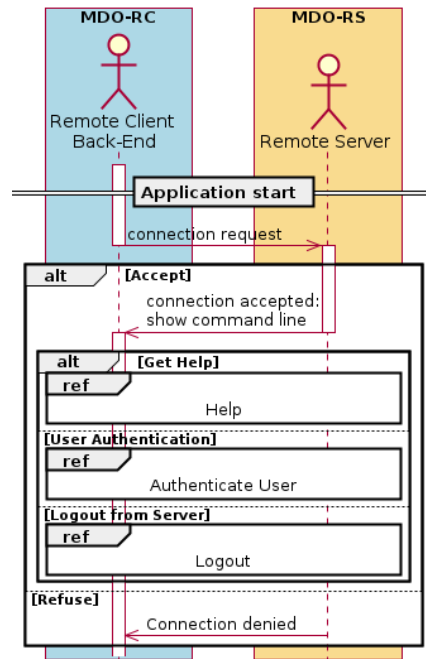 MDO-RC
MDO-RS
Remote Client
Back-End
Remote Server
Application start
connection request
alt [Accept]
connection accepted:
show command line
alt [Get Help]
ref
Help
[User Authentication]
ref
Authenticate User
[Logout from Server]
ref
Logout
[Refuse]
Connection denied